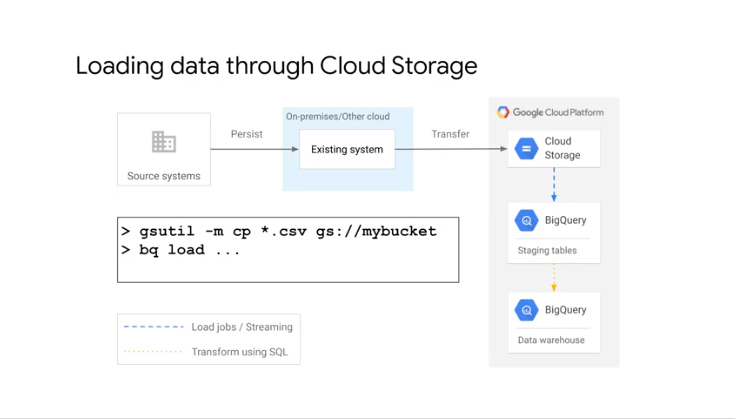 Loading data through Cloud Storage
On-premises/Other cloud
Google Cloud Platform
Source systems
Persist
Existing system
Transfer
Cloud
Storage
> gsutil -m cp *.csv gs://mybucket
> bq load ...
BigQuery
Staging tables
BigQuery
Data warehouse
Load jobs / Streaming
Transform using SQL